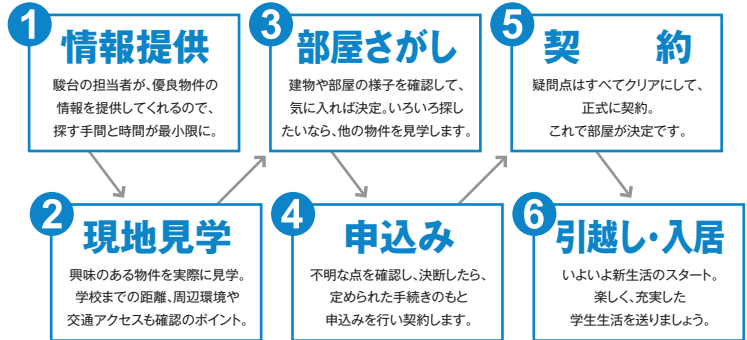 1
情報提供
駿台の担当者が、優良物件の
情報を提供してくれるので、
探す手間と時間が最小限に。
2
現地見学
興味のある物件を実際に見学。
学校までの距離、周辺環境や
交通アクセスも確認のポイント。
3
部屋さがし
建物や部屋の様子を確認して、
気に入れば決定。いろいろ探し
たいなら、他の物件を見学します。
4
申込み
不明な点を確認し、決断したら、
定められた手続きのもと
申込みを行い契約します。
5
契　約
疑問点はすべてクリアにして、
正式に契約。
これで部屋が決定です。
6
引越し・入居
いよいよ新生活のスタート。
楽しく、充実した
学生生活を送りましょう。